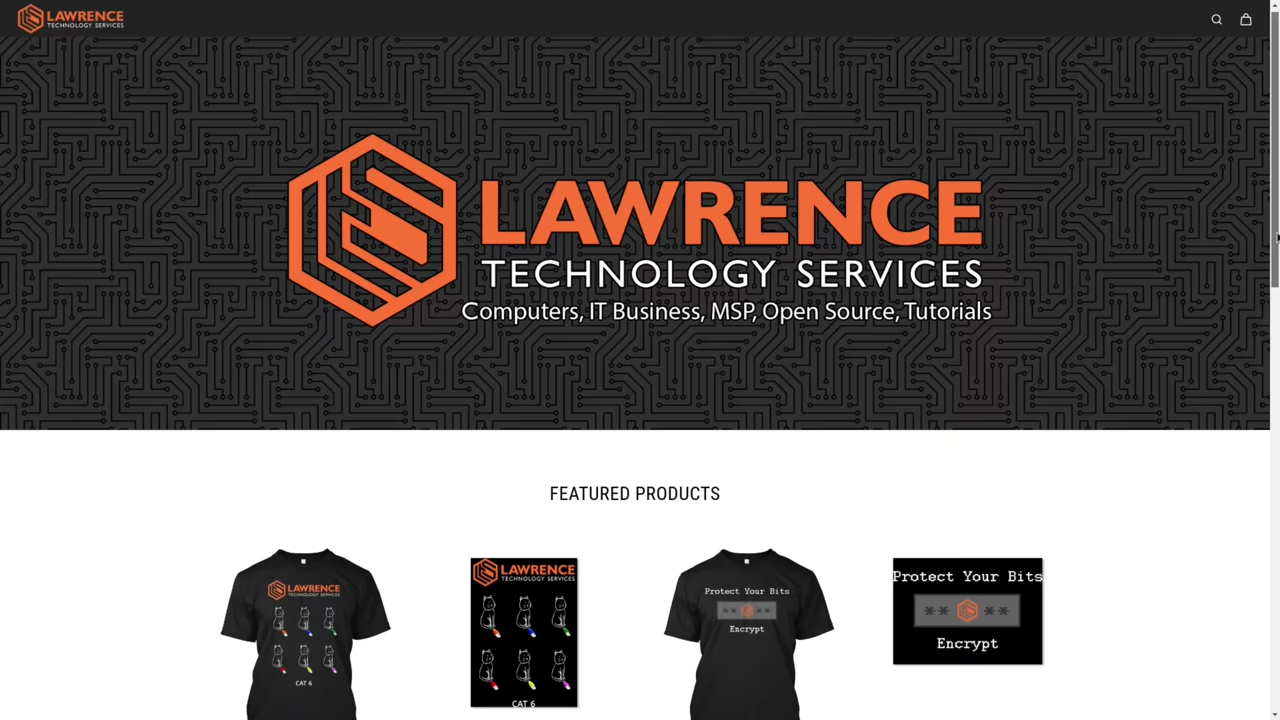 LAWRENCE
TECHNOLOGY SERVICES
LAWRENCE
TECHNOLOGY SERVICES
Computers, IT Business, MSP, Open Source, Tutorials
FEATURED PRODUCTS
LAWRENCE
TECHNOLOGY SERVICES
CAT 6
LAWRENCE
TECHNOLOGY SERVICES
CAT 6
Protect Your Bits
**
**
Encrypt
Protect Your Bits
**
**
Encrypt